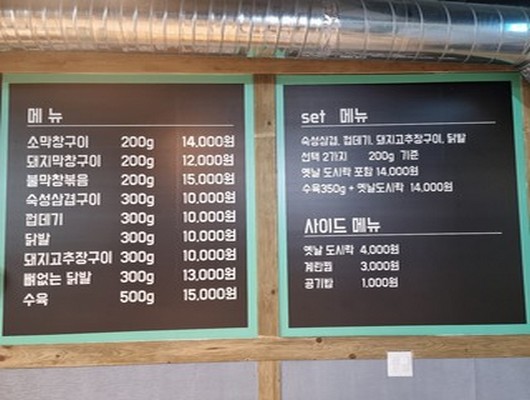 메뉴
소막창구이 200g 14,000원
돼지막창구이 200g 12,000원
불막창볶음 200g 15,000원
숙성삼겹구이 300g 10,000원
껍데기 300g 10,000원
닭발 300g 10,000원
돼지고추장구이 300g 10,000원
뼈없는 닭발 300g 13,000원
수육 500g 15,000원
set 메뉴
숙성삼겹, 껍데기, 돼지고추장구이, 닭발
선택 2가지 200g 기준
옛날 도시락 포함 14,000원
수육350g + 옛날도시락 14,000원
사이드 메뉴
옛날 도시락 4,000원
계란찜 3,000원
공기밥 1,000원